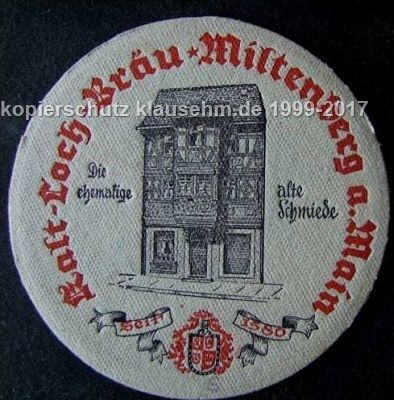 Kalt-Loch Bräu ★ Miltenberg a. Main
kopierschutz klausehm.de 1999-2017
Die ehemalige
alte Schmiede
Seit 1580